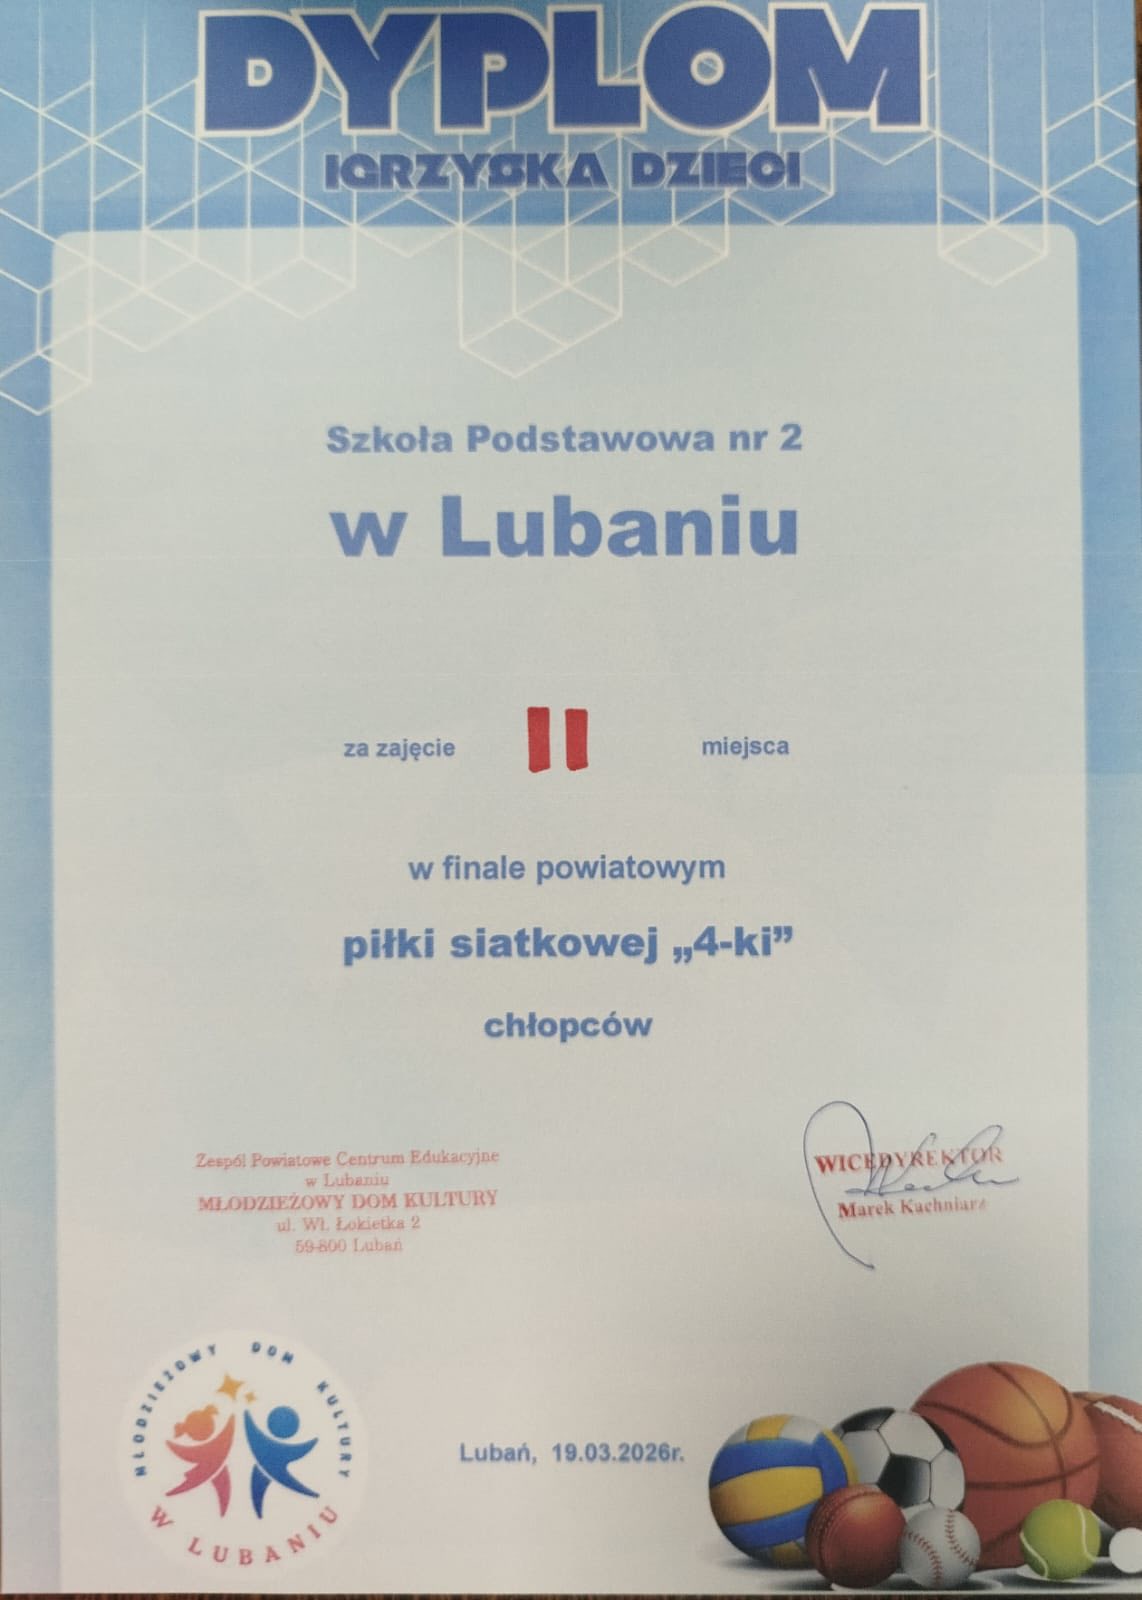 DYPLOM
IGRZYSKA DZIECI
Szkoła Podstawowa nr 2
w Lubaniu
za zajęcie II miejsca
w finale powiatowym
piłki siatkowej „4-ki”
chłopców
Zespół Powiatowe Centrum Edukacyjne
w Lubaniu
MŁODZIEŻOWY DOM KULTURY
ul. Wł. Łokietka 2
59-800 Lubań
WICEDYREKTOR
Marek Kachniarz
MŁODZIEŻOWY DOM KULTURY
W LUBANIU
Lubań, 19.03.2026r.